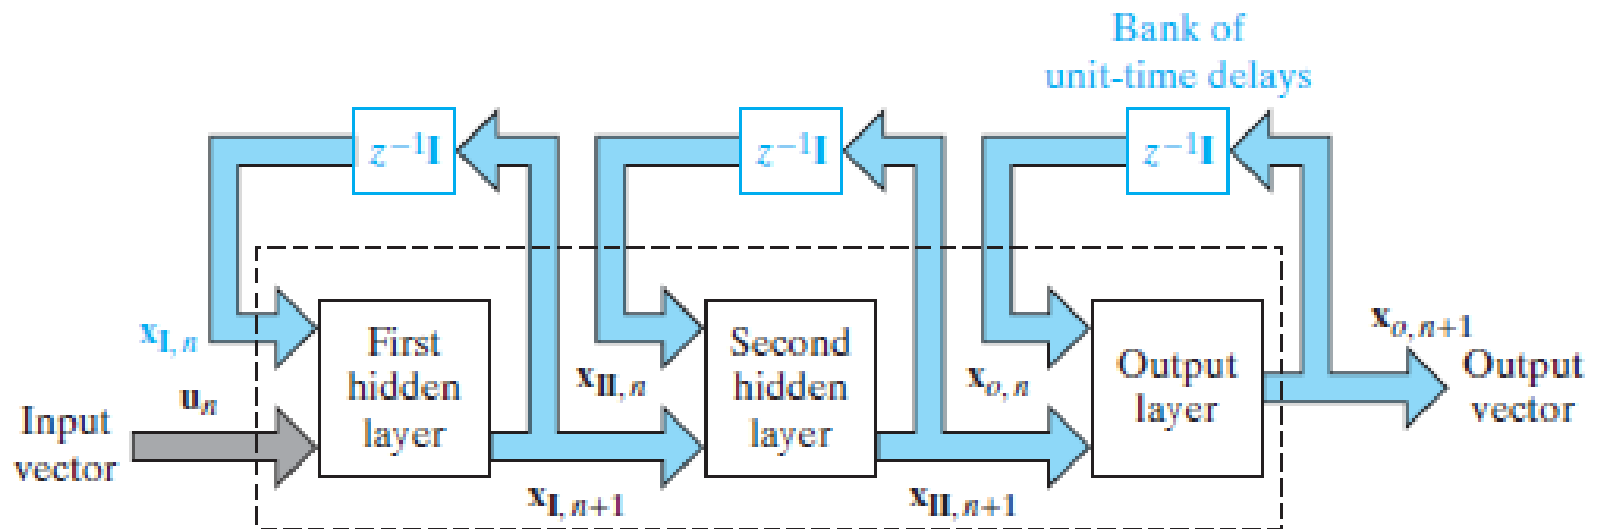 Bank of
unit-time delays
z⁻¹I
z⁻¹I
z⁻¹I
x_{I, n}
First
hidden
layer
x_{II, n}
Second
hidden
layer
x_{o, n}
Output
layer
x_{o, n+1}
Output
vector
u_n
Input
vector
x_{I, n+1}
x_{II, n+1}